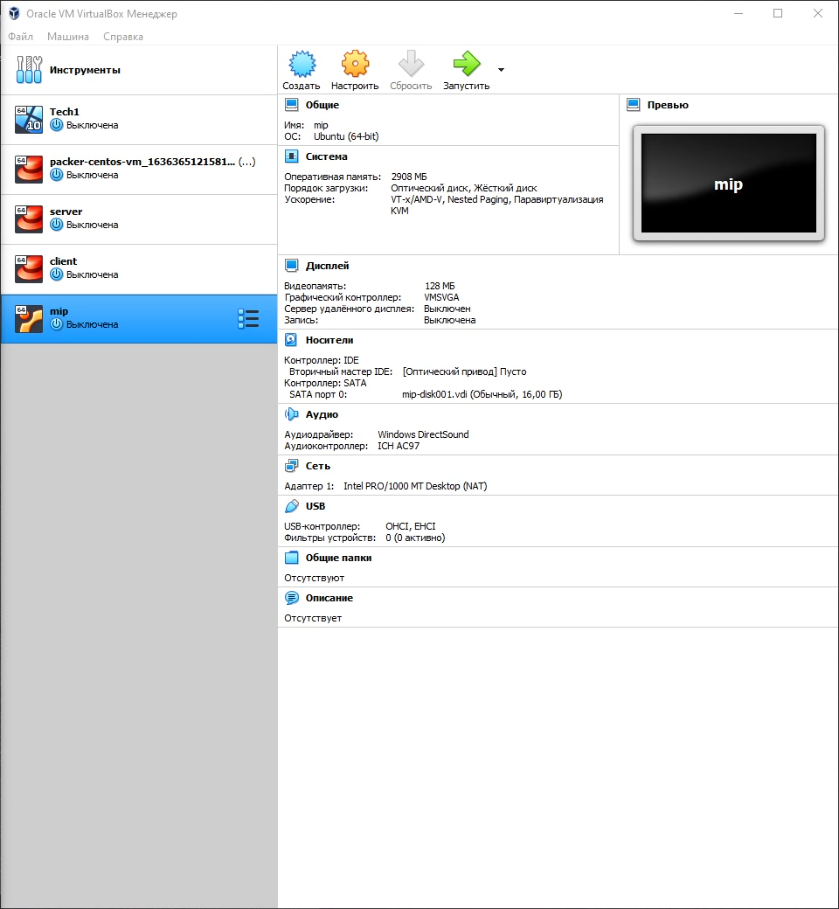 Oracle VM VirtualBox Менеджер
Файл Машина Справка
Инструменты
Tech1
Выключена
packer-centos-vm_1636365121581... (...)
Выключена
server
Выключена
client
Выключена
mip
Выключена
Создать Настроить Сбросить Запустить
Общие
Имя: mip
ОС: Ubuntu (64-bit)
Система
Оперативная память: 2908 МБ
Порядок загрузки: Оптический диск, Жёсткий диск
Ускорение: VT-x/AMD-V, Nested Paging, Паравиртуализация
KVM
Превью
mip
Дисплей
Видеопамять: 128 МБ
Графический контроллер: VMSVGA
Сервер удалённого дисплея: Выключен
Запись: Выключена
Носители
Контроллер: IDE
Вторичный мастер IDE: [Оптический привод] Пусто
Контроллер: SATA
SATA порт 0: mip-disk001.vdi (Обычный, 16,00 ГБ)
Аудио
Аудиодрайвер: Windows DirectSound
Аудиоконтроллер: ICH AC97
Сеть
Адаптер 1: Intel PRO/1000 MT Desktop (NAT)
USB
USB-контроллер: OHCI, EHCI
Фильтры устройств: 0 (0 активно)
Общие папки
Отсутствуют
Описание
Отсутствует